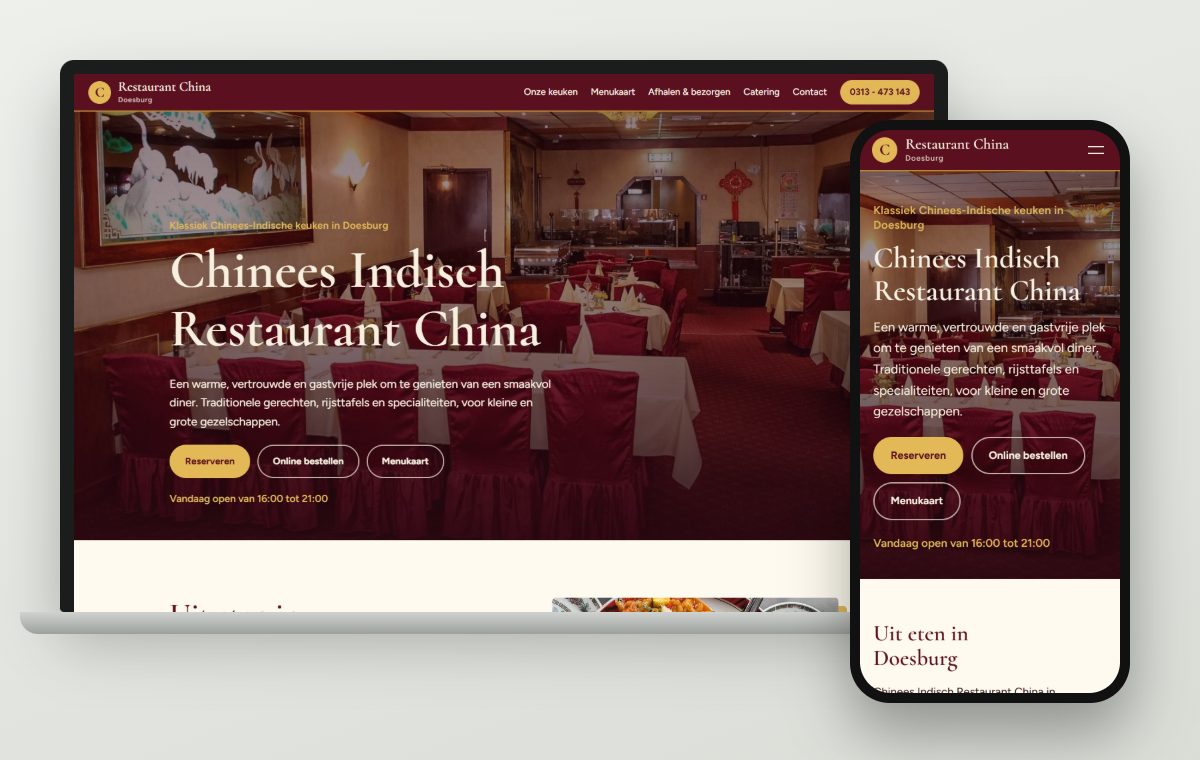 C
Restaurant China
Doesburg
Onze keuken
Menukaart
Afhalen & bezorgen
Catering
Contact
0313 - 473 143
Klassiek Chinees-Indische keuken in Doesburg
Chinees Indisch
Restaurant China
Een warme, vertrouwde en gastvrije plek om te genieten van een smaakvol
diner. Traditionele gerechten, rijsttafels en specialiteiten, voor kleine en
grote gezelschappen.
Reserveren
Online bestellen
Menukaart
Vandaag open van 16:00 tot 21:00
C
Restaurant China
Doesburg
Klassiek Chinees-Indische keuken in
Doesburg
Chinees Indisch
Restaurant China
Een warme, vertrouwde en gastvrije plek
om te genieten van een smaakvol diner.
Traditionele gerechten, rijsttafels en
specialiteiten, voor kleine en grote
gezelschappen.
Reserveren
Online bestellen
Menukaart
Vandaag open van 16:00 tot 21:00
Uit eten in
Doesburg
Chinees Indisch Restaurant China in